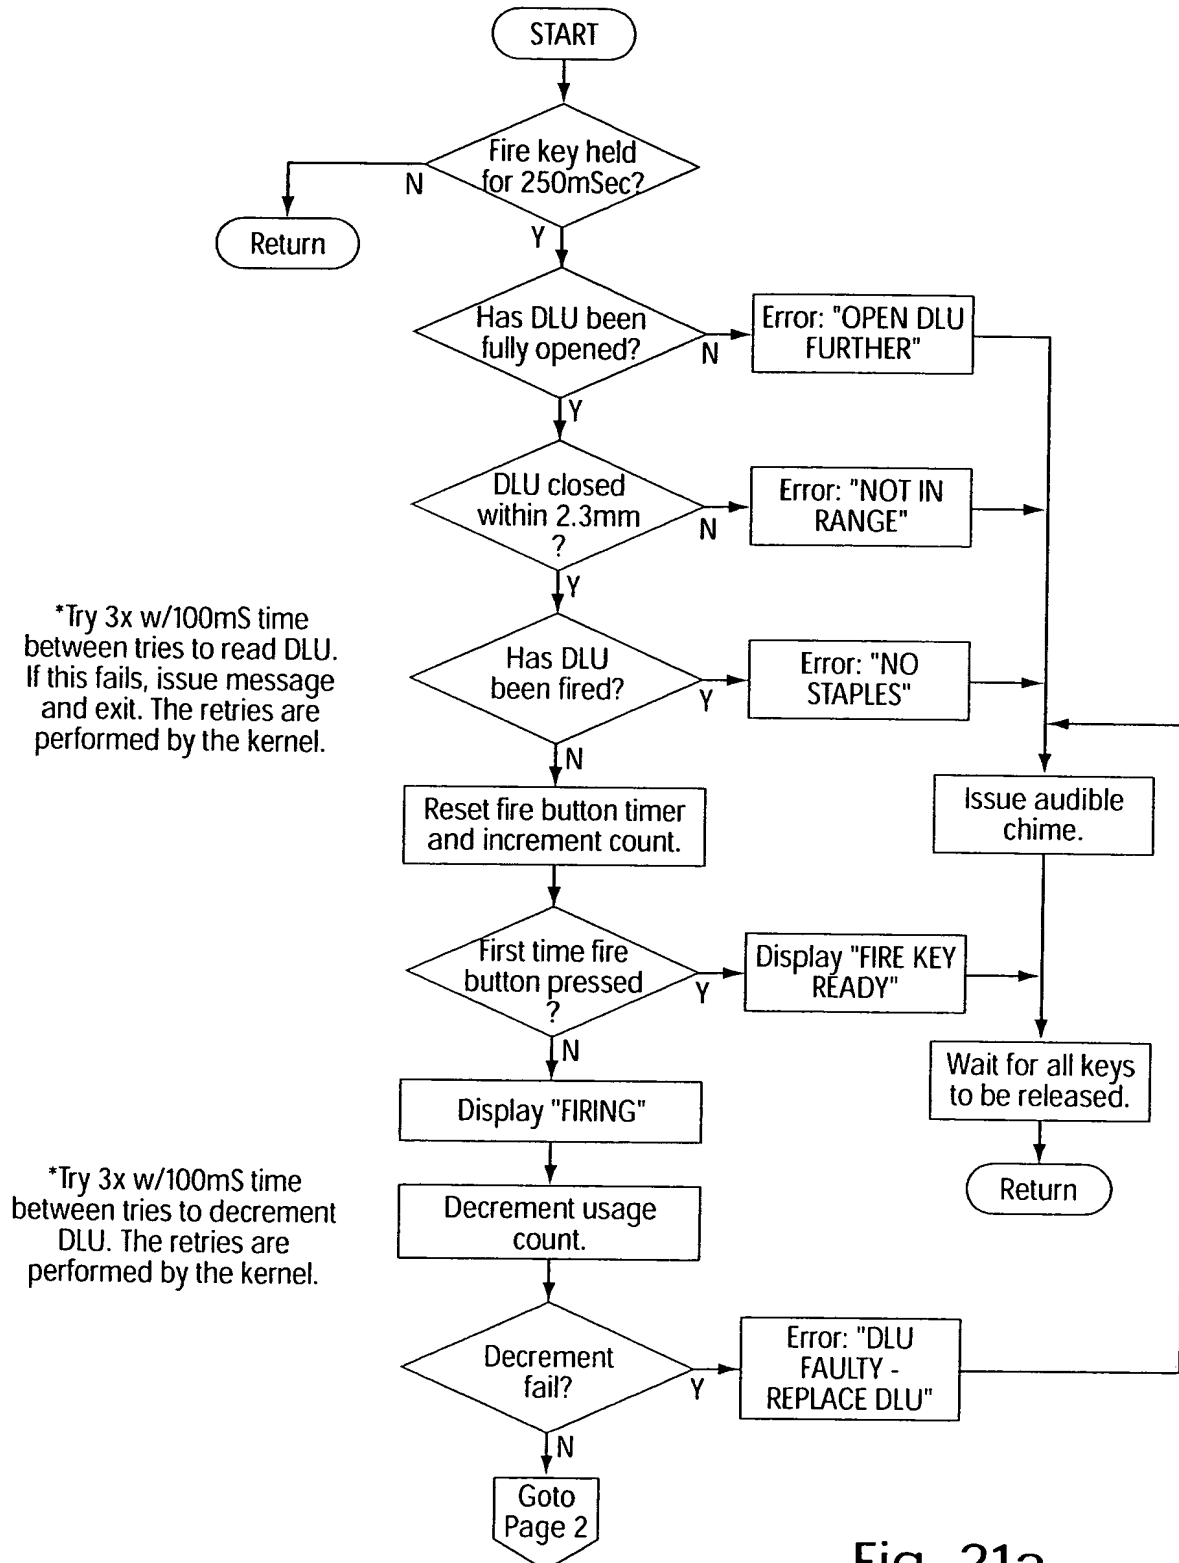 START
Fire key held
for 250mSec?
N
Return
Y
Has DLU been
fully opened?
N
Error: "OPEN DLU
FURTHER"
Y
DLU closed
within 2.3mm
?
N
Error: "NOT IN
RANGE"
Y
*Try 3x w/100mS time
between tries to read DLU.
If this fails, issue message
and exit. The retries are
performed by the kernel.
Has DLU
been fired?
Y
Error: "NO
STAPLES"
N
Reset fire button timer
and increment count.
Issue audible
chime.
First time fire
button pressed
?
Y
Display "FIRE KEY
READY"
N
Wait for all keys
to be released.
Display "FIRING"
Return
*Try 3x w/100mS time
between tries to decrement
DLU. The retries are
performed by the kernel.
Decrement usage
count.
Decrement
fail?
Y
Error: "DLU
FAULTY -
REPLACE DLU"
N
Goto
Page 2
Fig. 21a